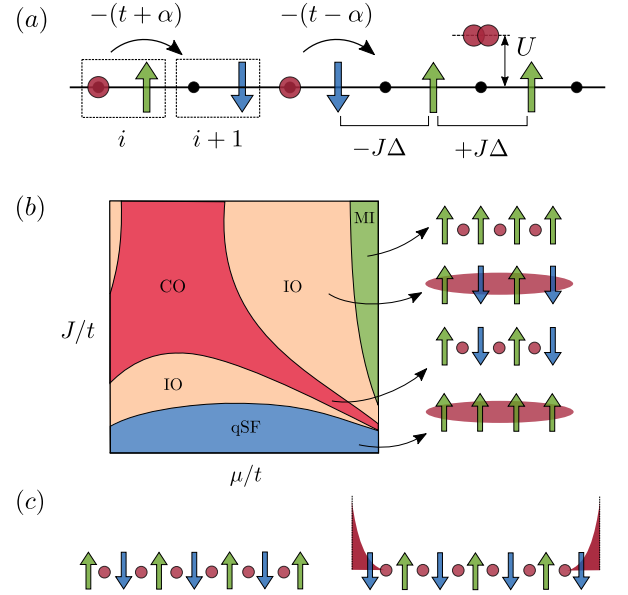 (a)
−(t + α)
−(t − α)
U
i
i + 1
−JΔ
+JΔ
(b)
MI
CO
IO
J/t
IO
qSF
μ/t
(c)